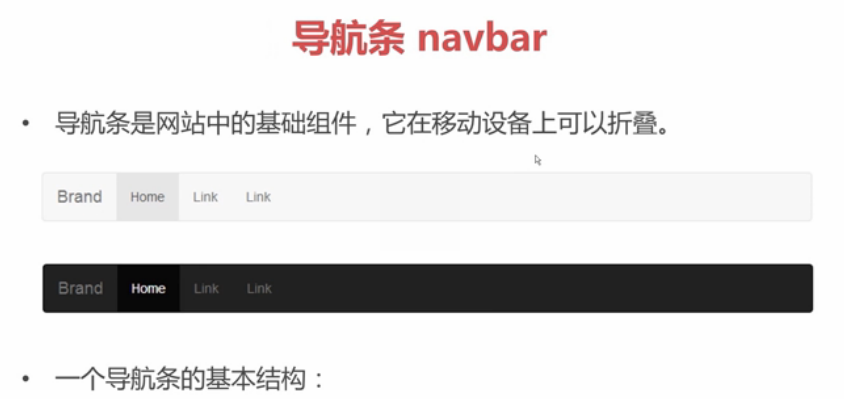 导航条 navbar
• 导航条是网站中的基础组件，它在移动设备上可以折叠。
Brand Home Link Link
Brand Home Link Link
• 一个导航条的基本结构：